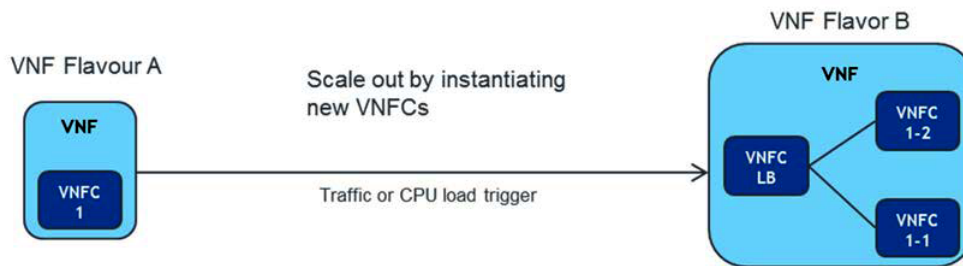 VNF Flavour A
VNF
VNFC
1
Scale out by instantiating
new VNFCs
Traffic or CPU load trigger
VNF Flavor B
VNF
VNFC
LB
VNFC
1-2
VNFC
1-1